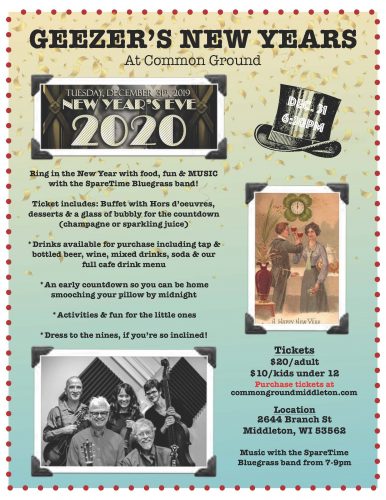 GEEZER'S NEW YEARS
At Common Ground
TUESDAY, DECEMBER 31, 2019
NEW YEAR'S EVE
2020
DEC. 31
6:30PM
Ring in the New Year with food, fun & MUSIC
with the SpareTime Bluegrass band!
Ticket includes: Buffet with Hors d'oeuvres,
desserts & a glass of bubbly for the countdown
(champagne or sparkling juice)
*Drinks available for purchase including tap &
bottled beer, wine, mixed drinks, soda & our
full cafe drink menu
*An early countdown so you can be home
smooching your pillow by midnight
*Activities & fun for the little ones
*Dress to the nines, if you're so inclined!
A HAPPY NEW YEAR
Tickets
$20/adult
$10/kids under 12
Purchase tickets at
commongroundmiddleton.com
Location
2644 Branch St
Middleton, WI 53562
Music with the SpareTime
Bluegrass band from 7-9pm